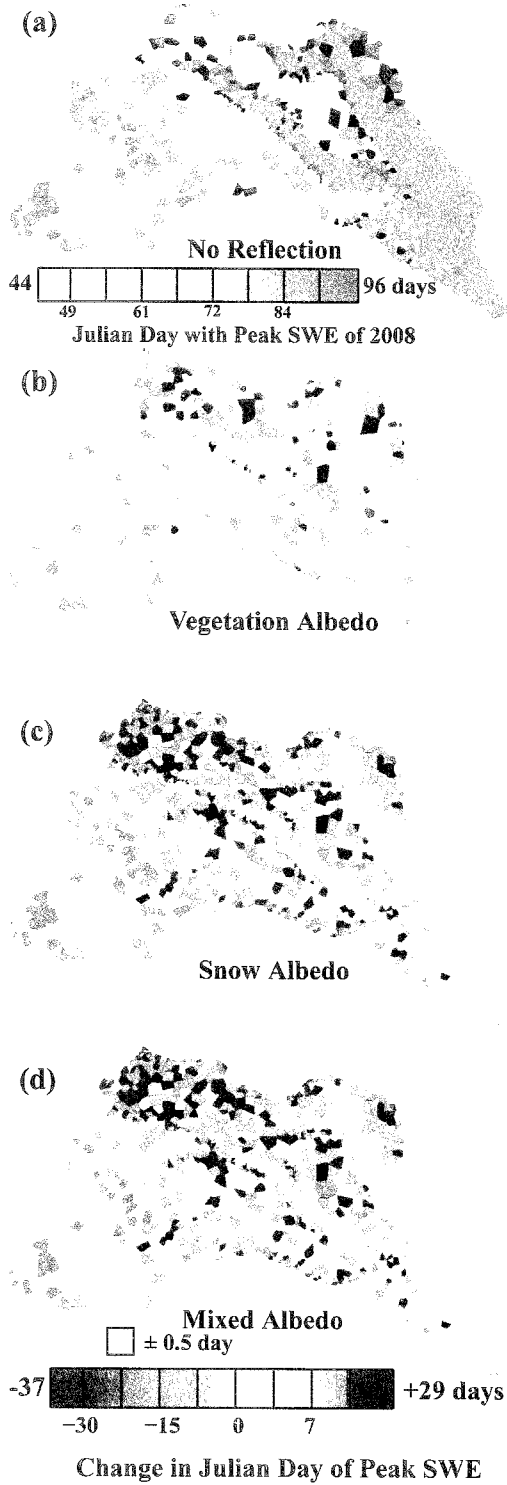 (a)
No Reflection
44 96 days
49 61 72 84
Julian Day with Peak SWE of 2008
(b)
Vegetation Albedo
(c)
Snow Albedo
(d)
Mixed Albedo
± 0.5 day
-37 +29 days
−30 −15 0 7
Change in Julian Day of Peak SWE